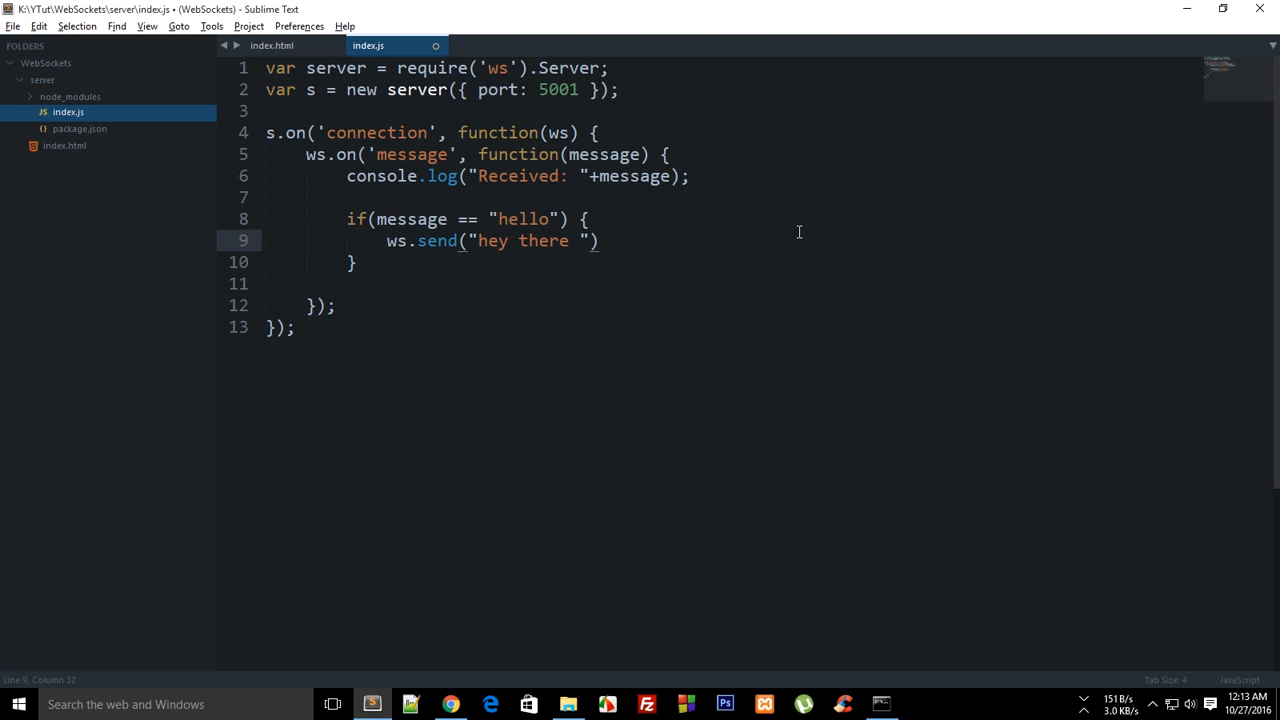 K:\YTut\WebSockets\server\index.js • (WebSockets) - Sublime Text
File Edit Selection Find View Goto Tools Project Preferences Help
FOLDERS
WebSockets
server
node_modules
index.js
package.json
index.html
index.html index.js
1 var server = require('ws').Server;
2 var s = new server({ port: 5001 });
3
4 s.on('connection', function(ws) {
5 ws.on('message', function(message) {
6 console.log("Received: "+message);
7
8 if(message == "hello") {
9 ws.send("hey there ")
10 }
11
12 });
13 });
Line 9, Column 32
Tab Size: 4 JavaScript
Search the web and Windows
151 B/s
3.0 KB/s
12:13 AM
10/27/2016